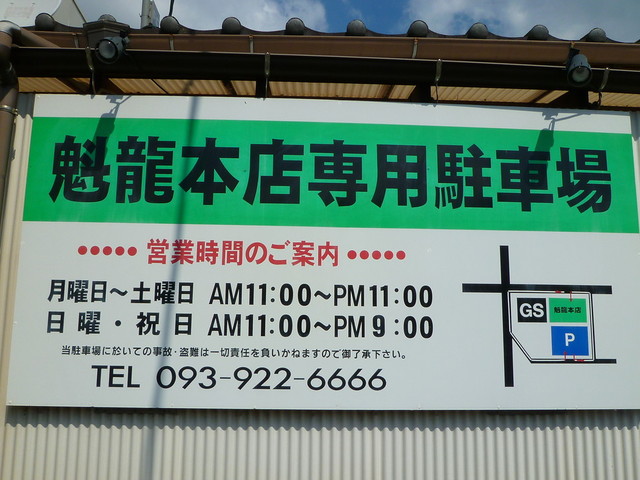 魁龍本店専用駐車場
●●●●●営業時間のご案内●●●●●
月曜日～土曜日 AM11:00～PM11:00
日曜・祝日 AM11:00～PM9:00
当駐車場に於いての事故・盗難は一切責任を負いかねますので御了承下さい。
TEL 093-922-6666
GS 魁龍本店
P